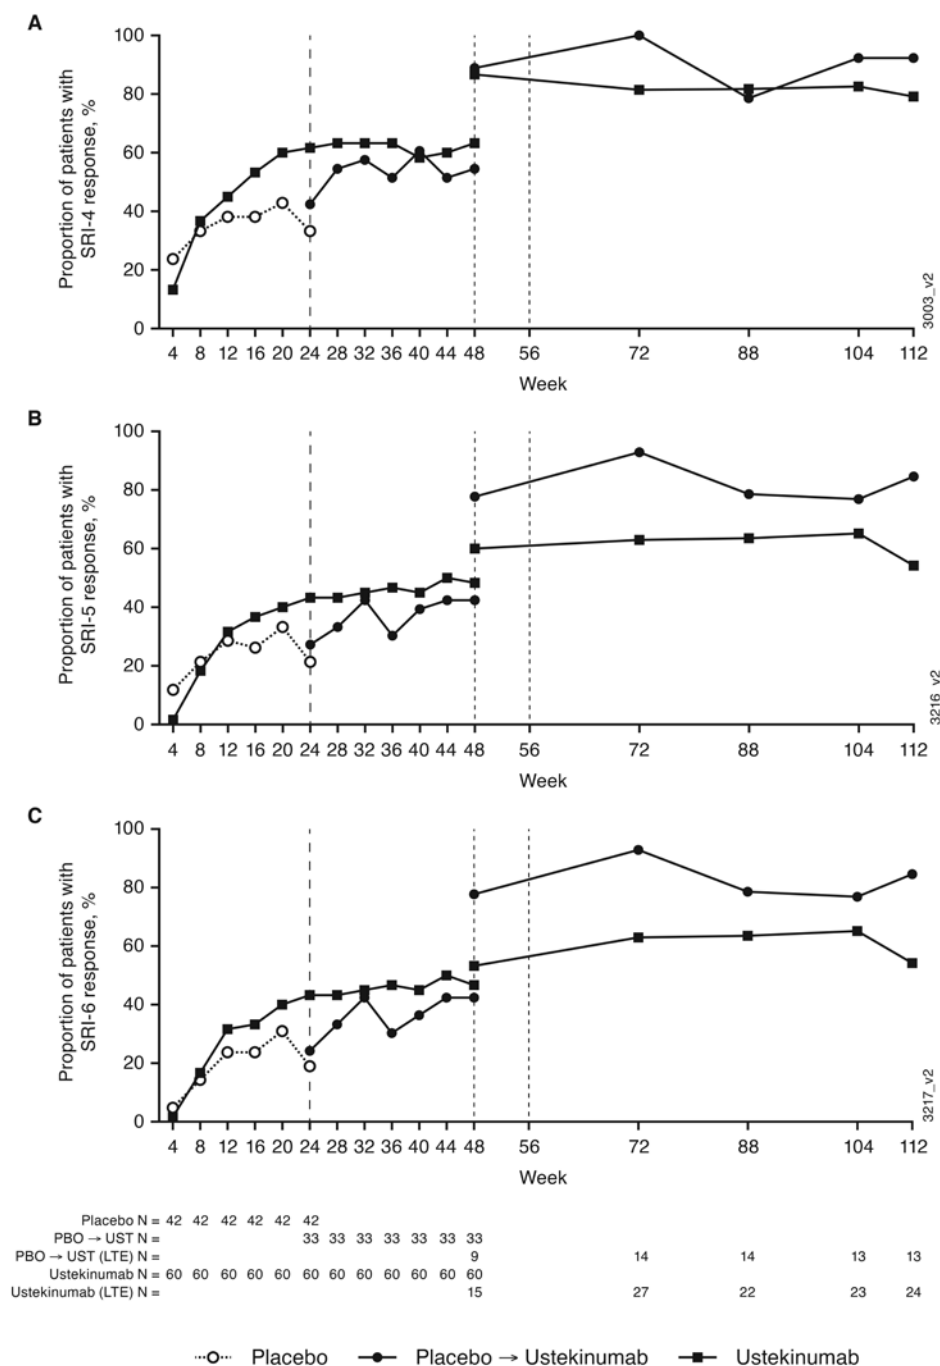 A
Proportion of patients with
SRI-4 response, %
100
80
60
40
20
0
4 8 12 16 20 24 28 32 36 40 44 48 56 72 88 104 112
Week
3003_v2
B
Proportion of patients with
SRI-5 response, %
100
80
60
40
20
0
4 8 12 16 20 24 28 32 36 40 44 48 56 72 88 104 112
Week
3216_v2
C
Proportion of patients with
SRI-6 response, %
100
80
60
40
20
0
4 8 12 16 20 24 28 32 36 40 44 48 56 72 88 104 112
Week
3217_v2
Placebo N = 42 42 42 42 42 42
PBO → UST N = 33 33 33 33 33 33 33
PBO → UST (LTE) N = 9 14 14 13 13
Ustekinumab N = 60 60 60 60 60 60 60 60 60 60 60 60
Ustekinumab (LTE) N = 15 27 22 23 24
Placebo Placebo → Ustekinumab Ustekinumab